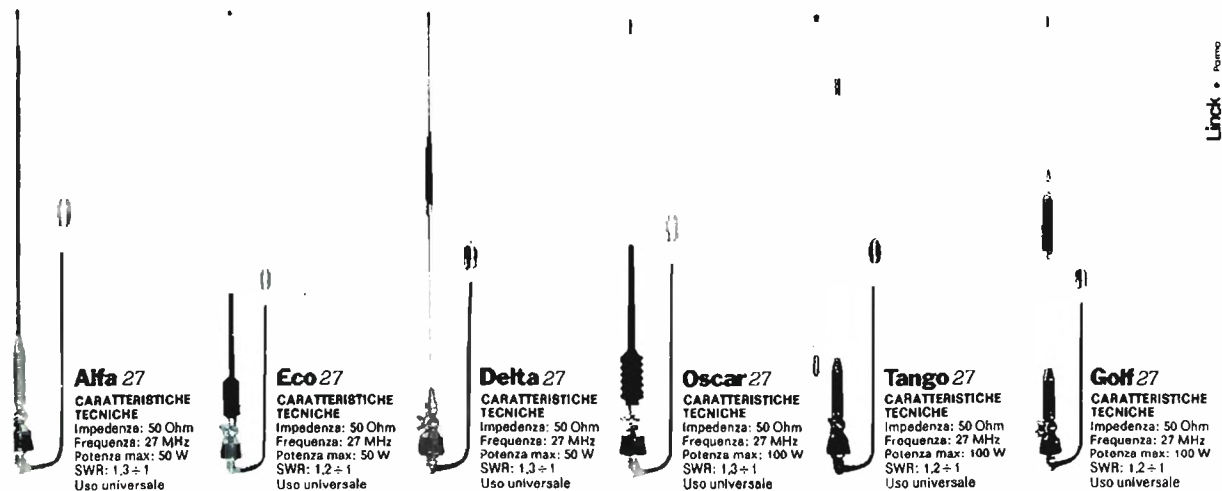 Linck • Parma
Alfa 27
CARATTERISTICHE
TECNICHE
Impedenza: 50 Ohm
Frequenza: 27 MHz
Potenza max: 50 W
SWR: 1,3÷1
Uso universale
Eco 27
CARATTERISTICHE
TECNICHE
Impedenza: 50 Ohm
Frequenza: 27 MHz
Potenza max: 50 W
SWR: 1,2÷1
Uso universale
Delta 27
CARATTERISTICHE
TECNICHE
Impedenza: 50 Ohm
Frequenza: 27 MHz
Potenza max: 50 W
SWR: 1,3÷1
Uso universale
Oscar 27
CARATTERISTICHE
TECNICHE
Impedenza: 50 Ohm
Frequenza: 27 MHz
Potenza max: 100 W
SWR: 1,3÷1
Uso universale
Tango 27
CARATTERISTICHE
TECNICHE
Impedenza: 50 Ohm
Frequenza: 27 MHz
Potenza max: 100 W
SWR: 1,2÷1
Uso universale
Golf 27
CARATTERISTICHE
TECNICHE
Impedenza: 50 Ohm
Frequenza: 27 MHz
Potenza max: 100 W
SWR: 1,2÷1
Uso universale